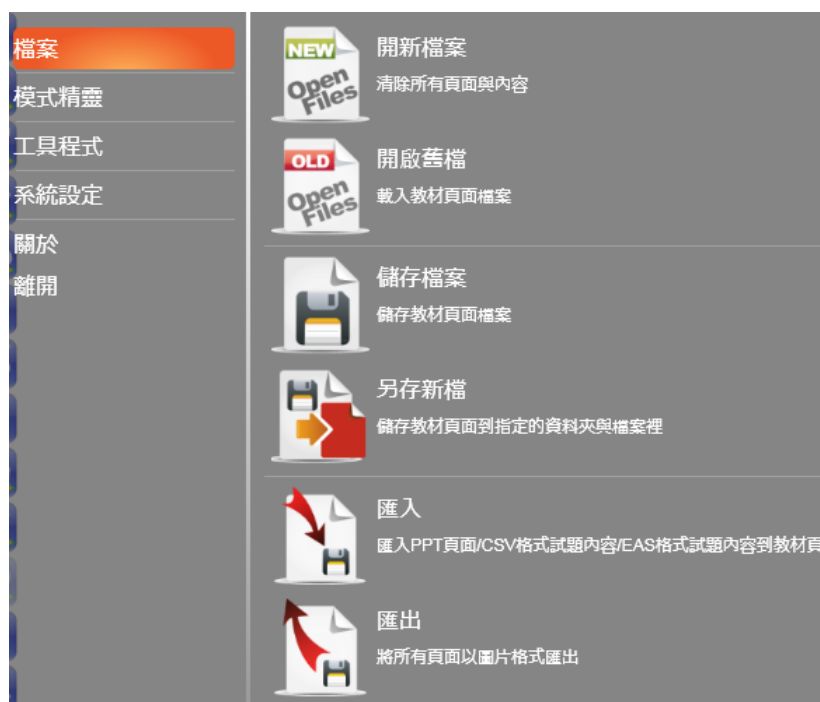 檔案
模式精靈
工具程式
系統設定
關於
離開
NEW
Open
Files
開新檔案
清除所有頁面與內容
OLD
Open
Files
開啟舊檔
載入教材頁面檔案
儲存檔案
儲存教材頁面檔案
另存新檔
儲存教材頁面到指定的資料夾與檔案裡
匯入
匯入PPT頁面/CSV格式試題內容/EAS格式試題內容到教材頁
匯出
將所有頁面以圖片格式匯出